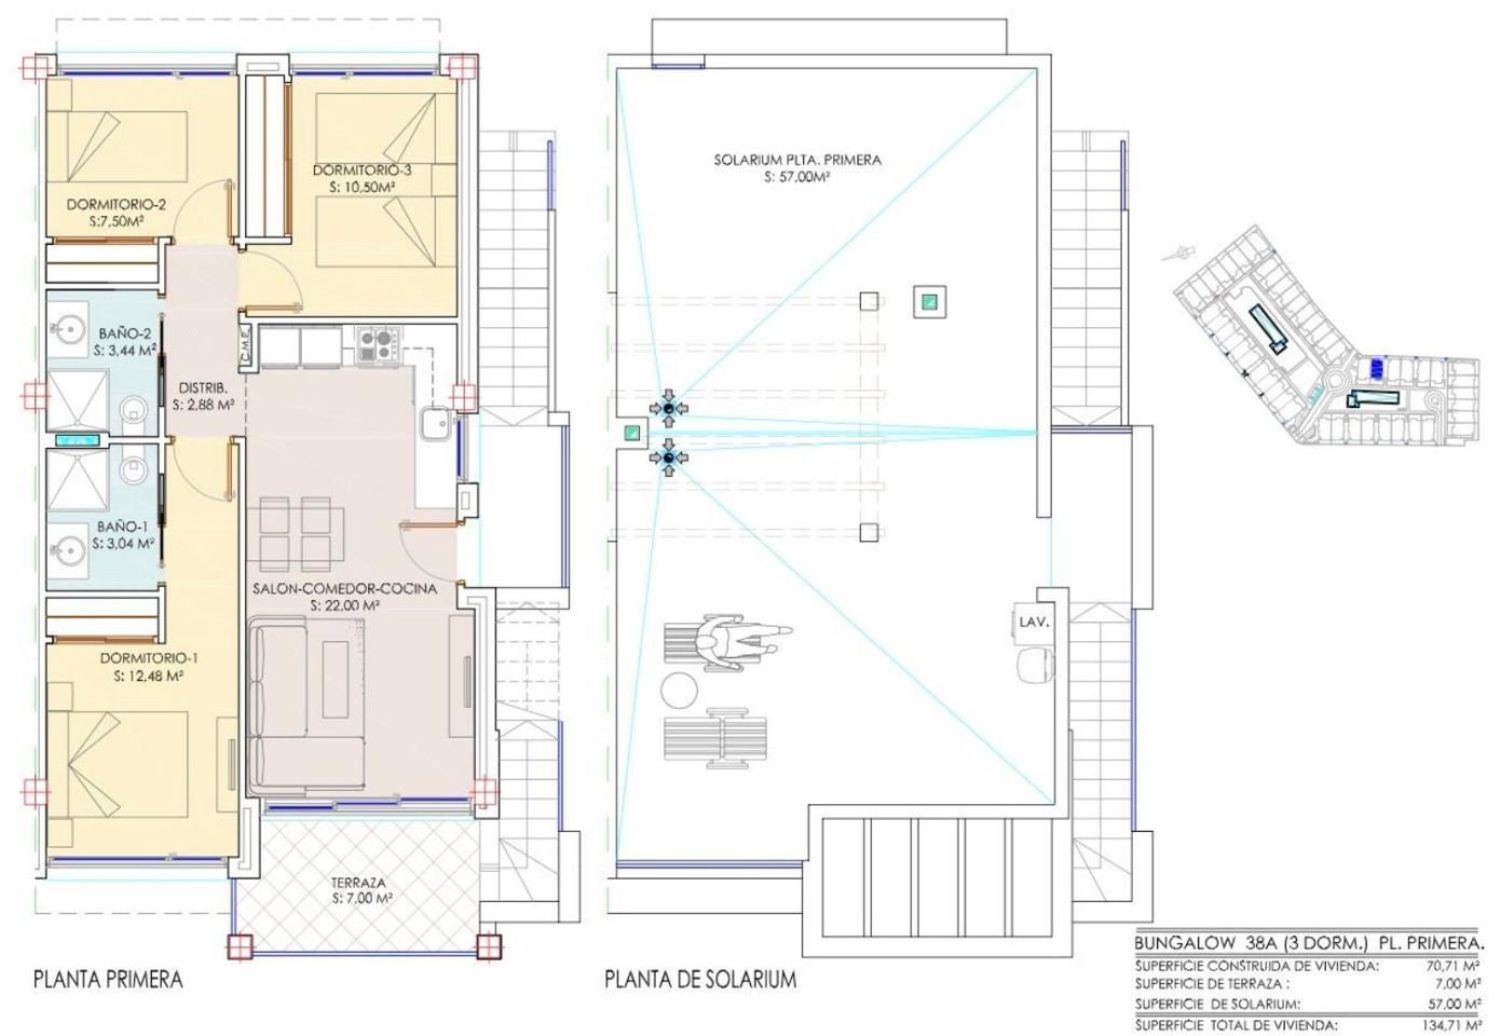 DORMITORIO-2
S:7,50M²
DORMITORIO-3
S: 10,50M²
BAÑO-2
S: 3,44 M²
C.M.E.
DISTRIB.
S: 2,88 M²
BAÑO-1
S: 3,04 M²
SALON-COMEDOR-COCINA
S: 22,00 M²
DORMITORIO-1
S: 12,48 M²
TERRAZA
S: 7,00 M²
PLANTA PRIMERA
SOLARIUM PLTA. PRIMERA
S: 57,00M²
LAV.
PLANTA DE SOLARIUM
BUNGALOW 38A (3 DORM.) PL. PRIMERA.
SUPERFICIE CONSTRUIDA DE VIVIENDA: 70,71 M²
SUPERFICIE DE TERRAZA : 7,00 M²
SUPERFICIE DE SOLARIUM: 57,00 M²
SUPERFICIE TOTAL DE VIVIENDA: 134,71 M²